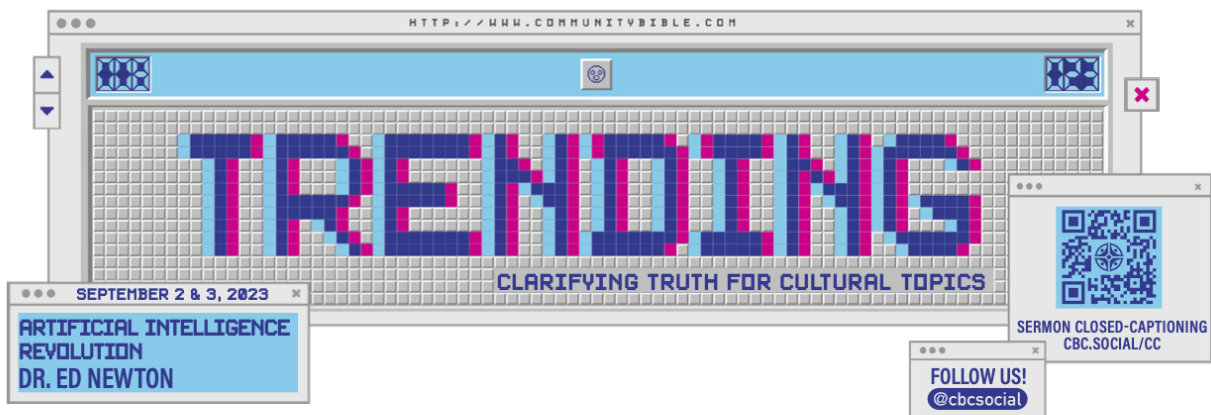 HTTP://WWW.COMMUNITYBIBLE.COM
TRENDING
CLARIFYING TRUTH FOR CULTURAL TOPICS
SEPTEMBER 2 & 3, 2023
ARTIFICIAL INTELLIGENCE
REVOLUTION
DR. ED NEWTON
SERMON CLOSED-CAPTIONING
CBC.SOCIAL/CC
FOLLOW US!
@cbcsocial